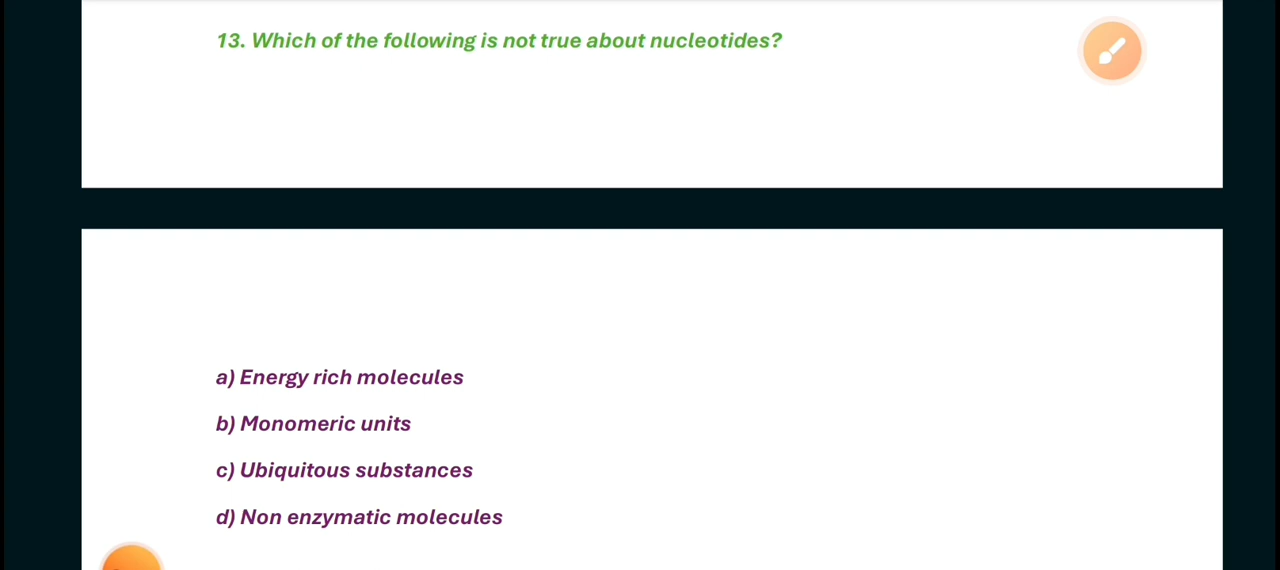 13. Which of the following is not true about nucleotides?
a) Energy rich molecules
b) Monomeric units
c) Ubiquitous substances
d) Non enzymatic molecules